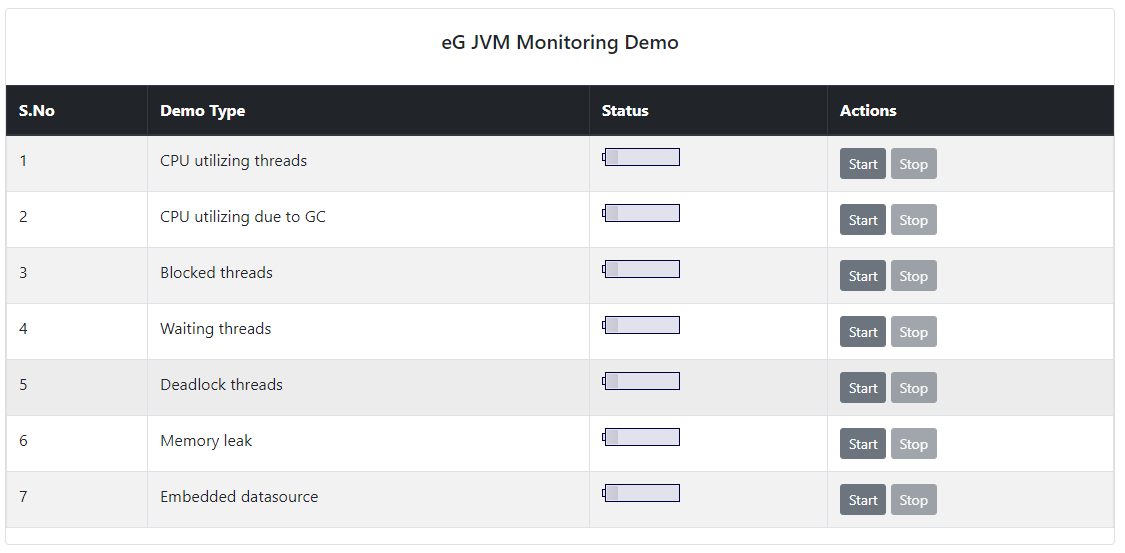 eG JVM Monitoring Demo
S.No Demo Type Status Actions
1 CPU utilizing threads Start Stop
2 CPU utilizing due to GC Start Stop
3 Blocked threads Start Stop
4 Waiting threads Start Stop
5 Deadlock threads Start Stop
6 Memory leak Start Stop
7 Embedded datasource Start Stop